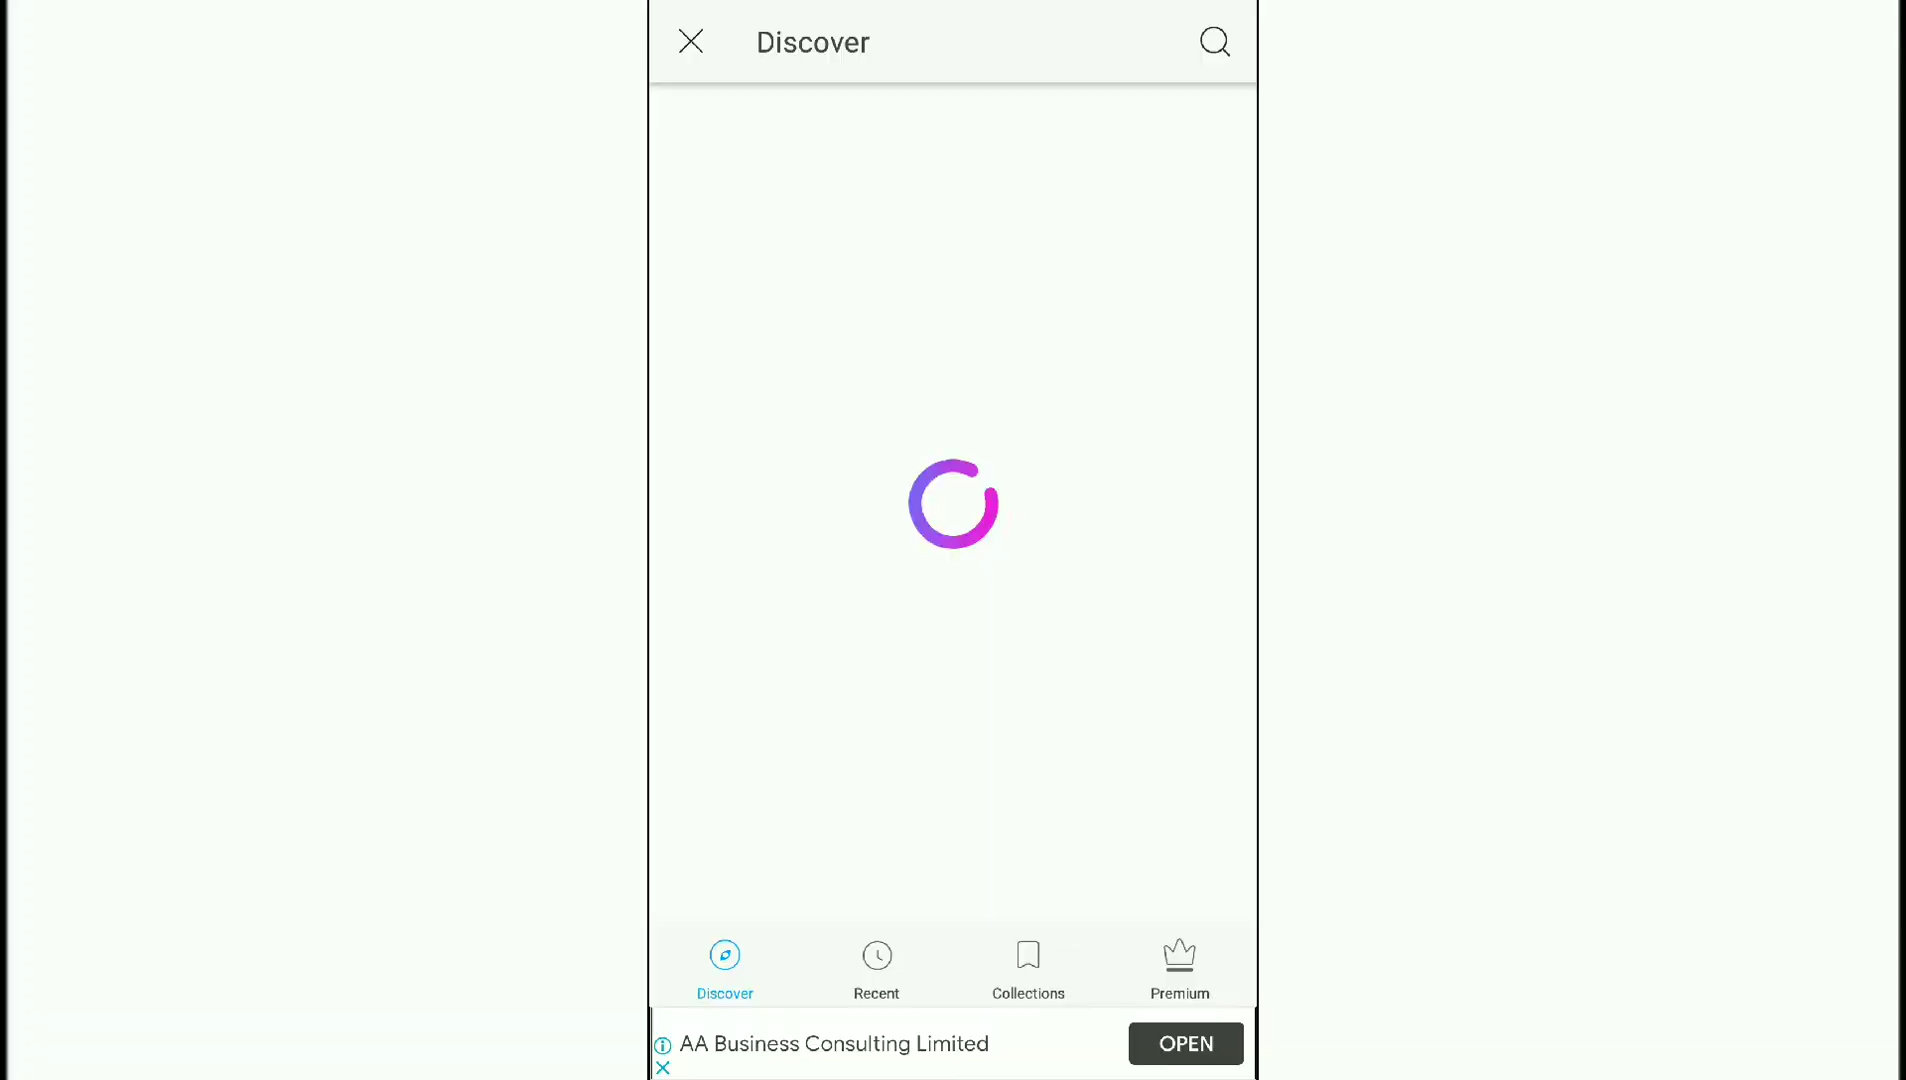 Discover
Discover
Recent
Collections
Premium
AA Business Consulting Limited
OPEN